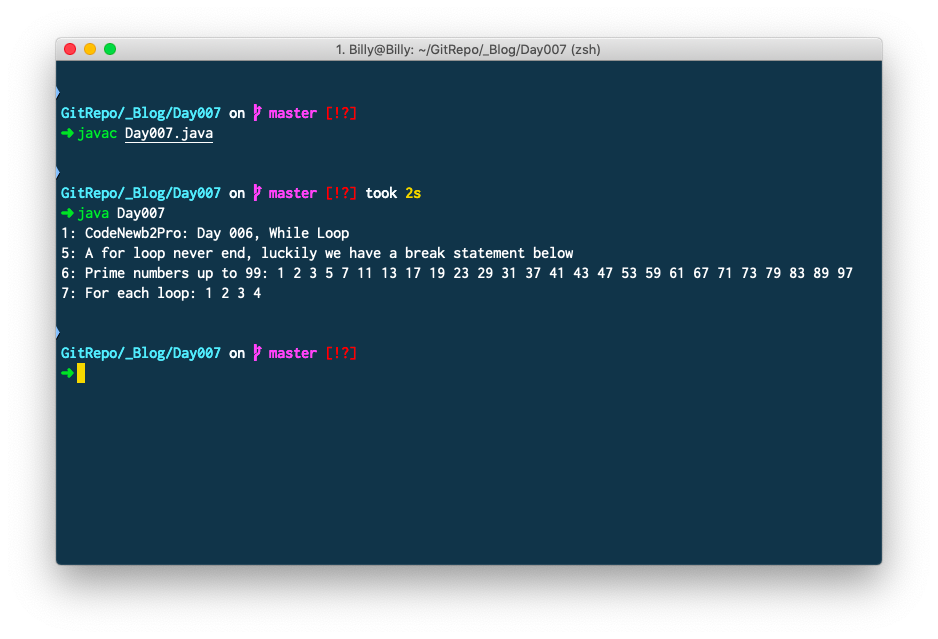 1. Billy@Billy: ~/GitRepo/_Blog/Day007 (zsh)
GitRepo/_Blog/Day007 on master [!?]
➜ javac Day007.java
GitRepo/_Blog/Day007 on master [!?] took 2s
➜ java Day007
1: CodeNewb2Pro: Day 006, While Loop
5: A for loop never end, luckily we have a break statement below
6: Prime numbers up to 99: 1 2 3 5 7 11 13 17 19 23 29 31 37 41 43 47 53 59 61 67 71 73 79 83 89 97
7: For each loop: 1 2 3 4
GitRepo/_Blog/Day007 on master [!?]
➜